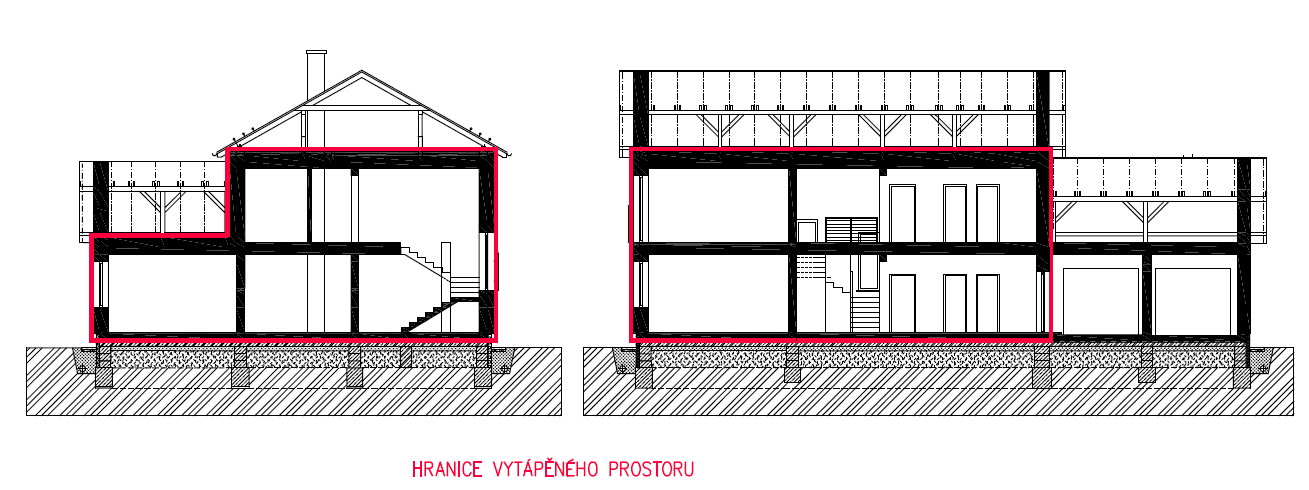 HRANICE VYTÁPĚNÉHO PROSTORU